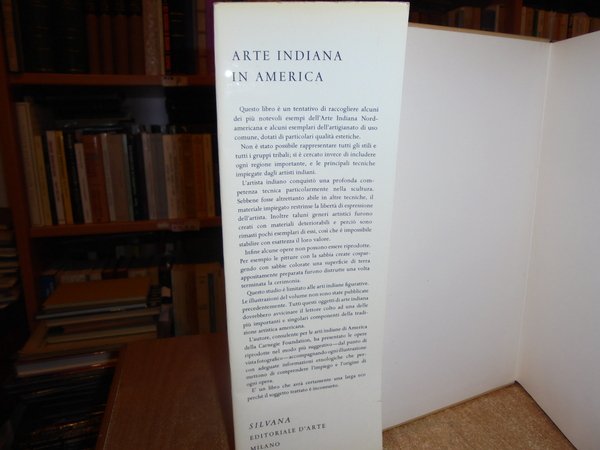 ARTE INDIANA
IN AMERICA
Questo libro è un tentativo di raccogliere alcuni
dei più notevoli esempi dell'Arte Indiana Nord-
americana e alcuni esemplari dell'artigianato di uso
comune, dotati di particolari qualità estetiche.
Non è stato possibile rappresentare tutti gli stili e
tutti i gruppi tribali; si è cercato invece di includere
ogni regione importante, e le principali tecniche
impiegate dagli artisti indiani.
L'artista indiano conquistò una profonda com-
petenza tecnica particolarmente nella scultura.
Sebbene fosse altrettanto abile in altre tecniche, il
materiale impiegato restrinse la libertà di espressione
dell'artista. Inoltre taluni generi artistici furono
creati con materiali deteriorabili e perciò sono
rimasti pochi esemplari di essi, così che è impossibile
stabilire con esattezza il loro valore.
Infine alcune opere non possono essere riprodotte.
Per esempio le pitture con la sabbia create cospar-
gendo con sabbie colorate una superficie di terra
appositamente preparata furono distrutte una volta
terminata la cerimonia.
Questo studio è limitato alle arti indiane figurative.
Le illustrazioni del volume non sono state pubblicate
precedentemente. Tutti questi oggetti di arte indiana
dovrebbero avvicinare il lettore colto ad una delle
più importanti e singolari componenti della tradi-
zione artistica americana.
L'autore, consulente per le arti indiane di America
della Carnegie Foundation, ha presentato le opere
riprodotte nel modo più suggestivo—dal punto di
vista fotografico—accompagnando ogni illustrazione
con adeguate informazioni etnologiche che per-
mettono di comprendere l'impiego e l'origine di
ogni opera.
E' un libro che avrà certamente una larga eco
perchè il soggetto trattato è inconsueto.
SILVANA
EDITORIALE D'ARTE
MILANO